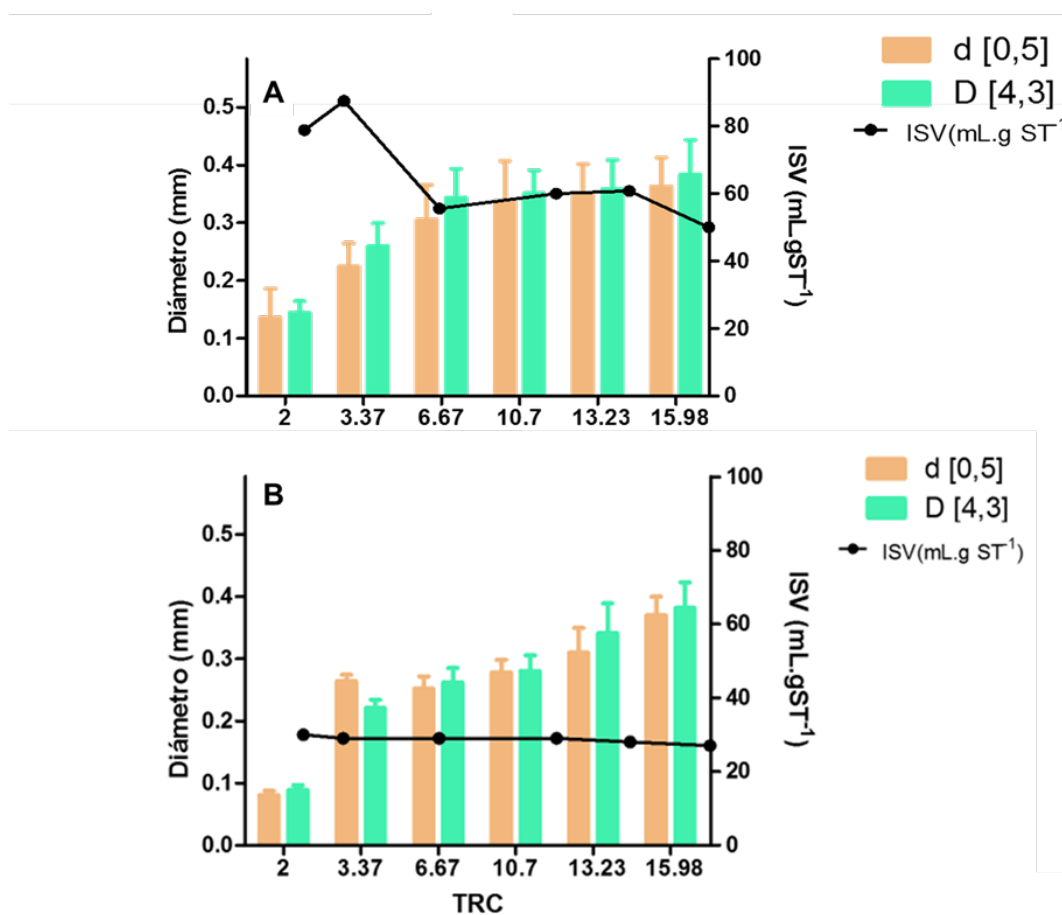 A
d [0,5]
D [4,3]
ISV(mL.g ST⁻¹
Diámetro (mm)
0.5
0.4
0.3
0.2
0.1
0.0
100
80
60
40
20
0
ISV (mL.gST⁻¹)
2 3.37 6.67 10.7 13.23 15.98
B
d [0,5]
D [4,3]
ISV(mL.g ST⁻¹)
Diámetro (mm)
0.5
0.4
0.3
0.2
0.1
0.0
100
80
60
40
20
0
ISV (mL.gST⁻¹)
2 3.37 6.67 10.7 13.23 15.98
TRC